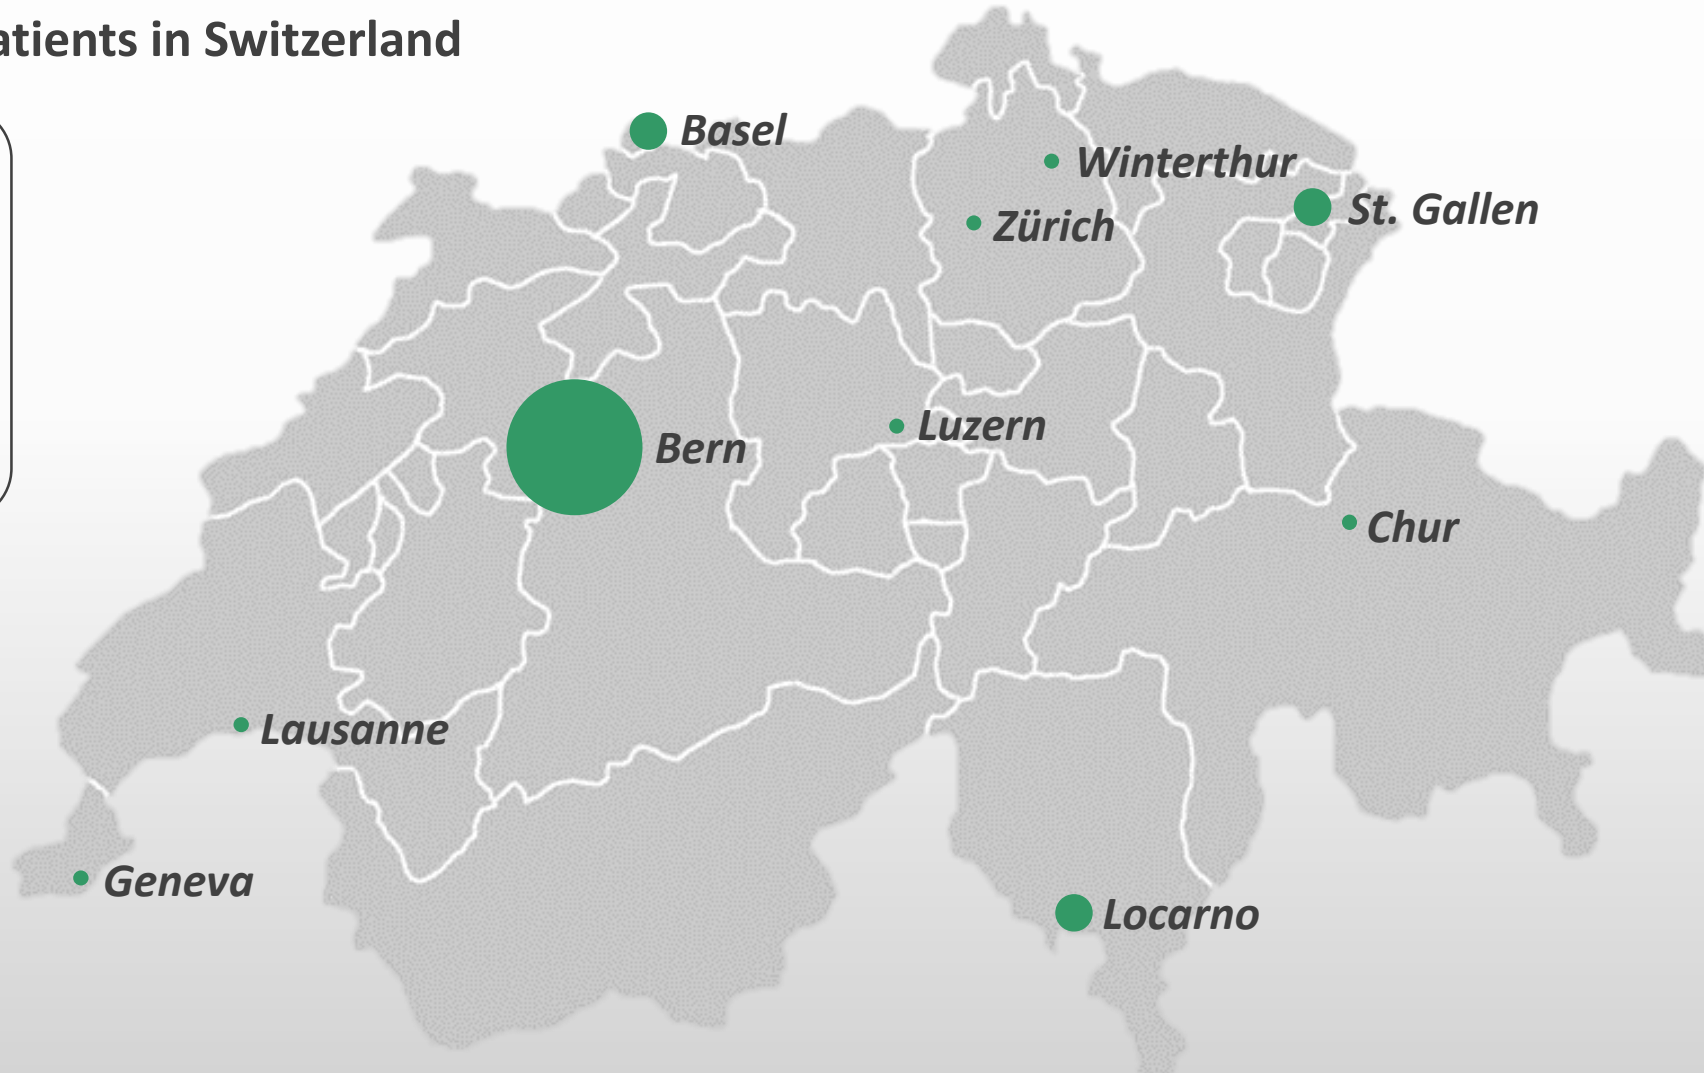 atients in Switzerland
Basel
Winterthur
St. Gallen
Zürich
Luzern
Bern
Chur
Lausanne
Geneva
Locarno